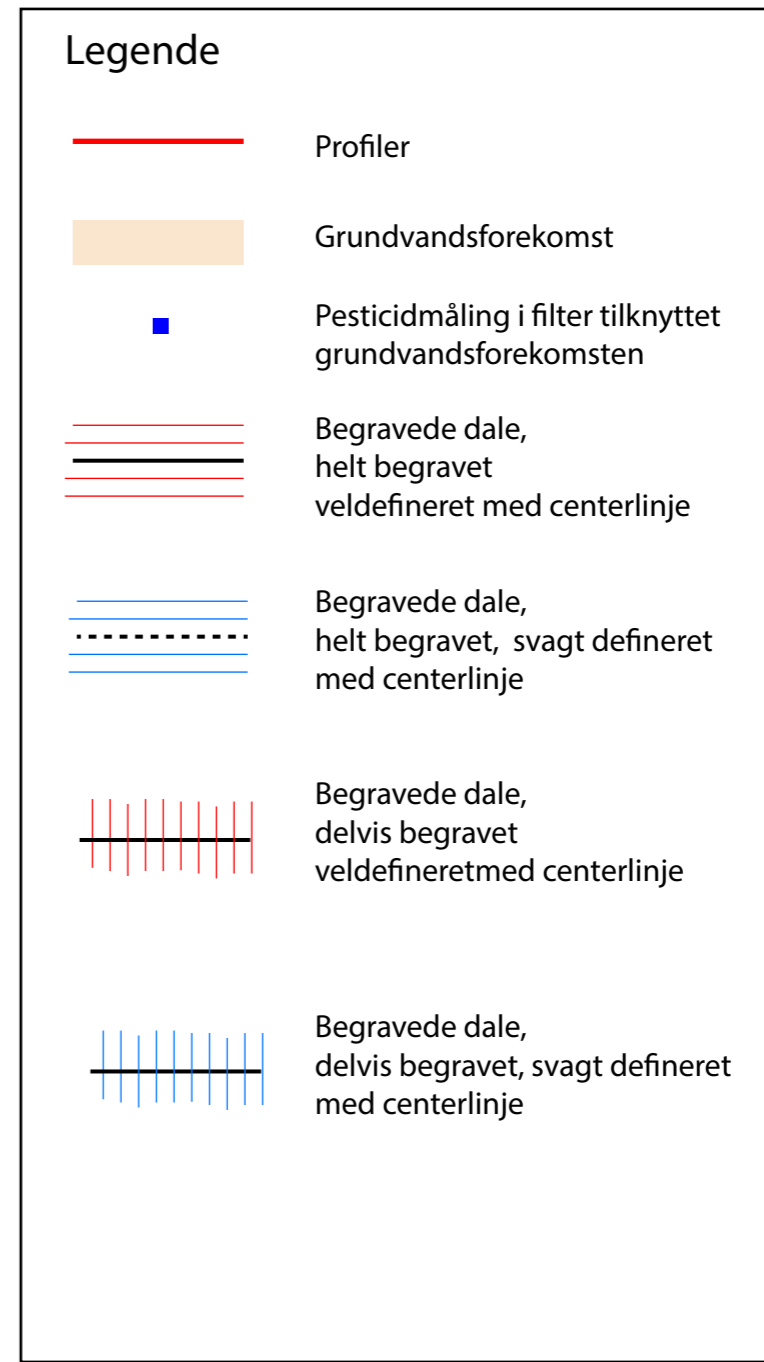 Legende
Profiler
Grundvandsforekomst
Pesticidmåling i filter tilknyttet
grundvandsforekomsten
Begravede dale,
helt begravet
veldefineret med centerlinje
Begravede dale,
helt begravet, svagt defineret
med centerlinje
Begravede dale,
delvis begravet
veldefineretmed centerlinje
Begravede dale,
delvis begravet, svagt defineret
med centerlinje